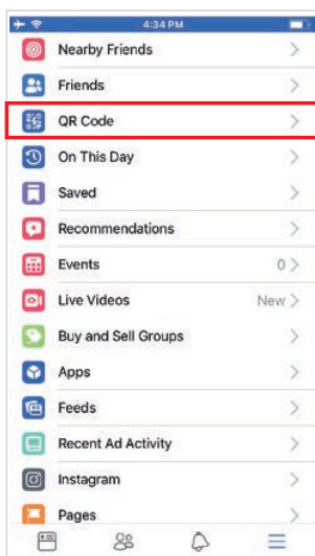 4:34 PM
Nearby Friends
Friends
QR Code
On This Day
Saved
Recommendations
Events 0
Live Videos New
Buy and Sell Groups
Apps
Feeds
Recent Ad Activity
Instagram
Pages